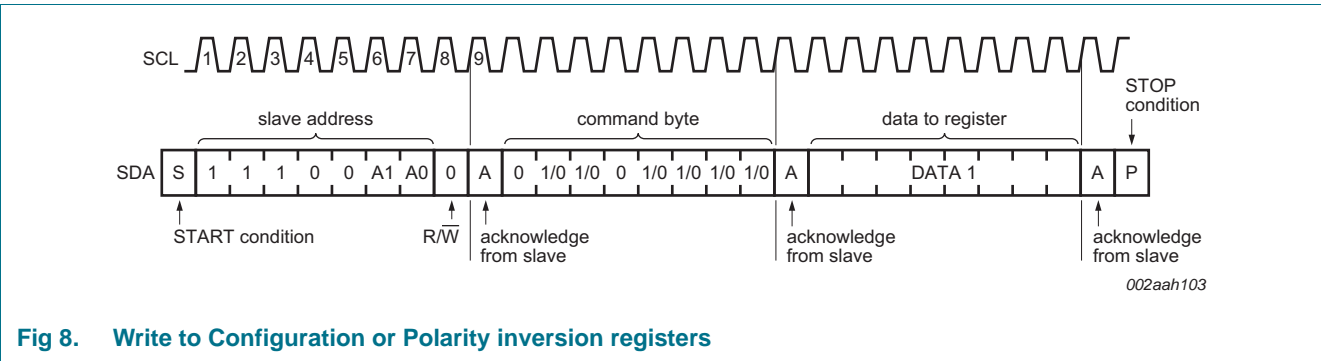 SCL 1 2 3 4 5 6 7 8 9
STOP
condition
slave address command byte data to register
SDA S 1 1 1 0 0 A1 A0 0 A 0 1/0 1/0 0 1/0 1/0 1/0 1/0 A DATA 1 A P
START condition R/W̅ acknowledge
from slave acknowledge
from slave acknowledge
from slave
002aah103
Fig 8. Write to Configuration or Polarity inversion registers